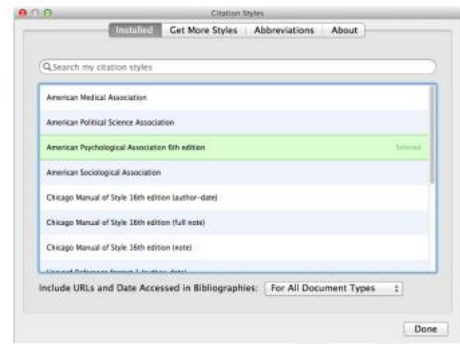 Citation Styles
Installed Get More Styles Abbreviations About
Search my citation styles
American Medical Association
American Political Science Association
American Psychological Association 6th edition Selected
American Sociological Association
Chicago Manual of Style 16th edition (author-date)
Chicago Manual of Style 16th edition (full note)
Chicago Manual of Style 16th edition (note)
Include URLs and Date Accessed in Bibliographies: For All Document Types
Done